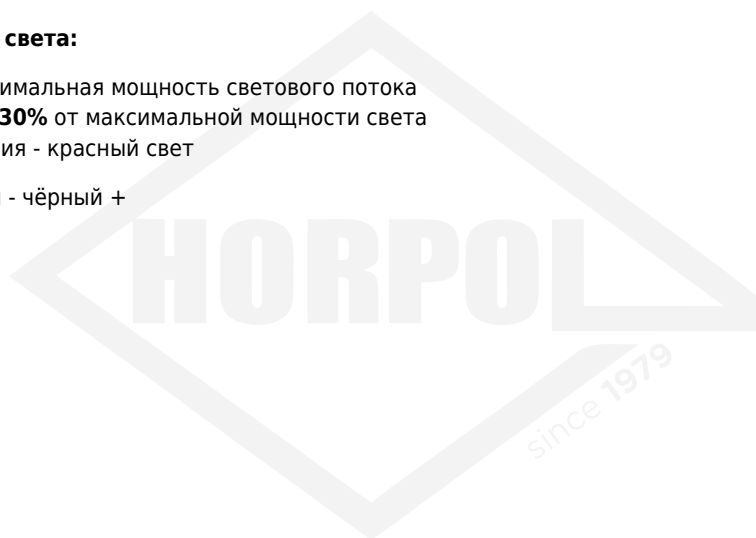 света:
имальная мощность светового потока
30% от максимальной мощности света
ия - красный свет
- чёрный +
HORPOL
since 1979